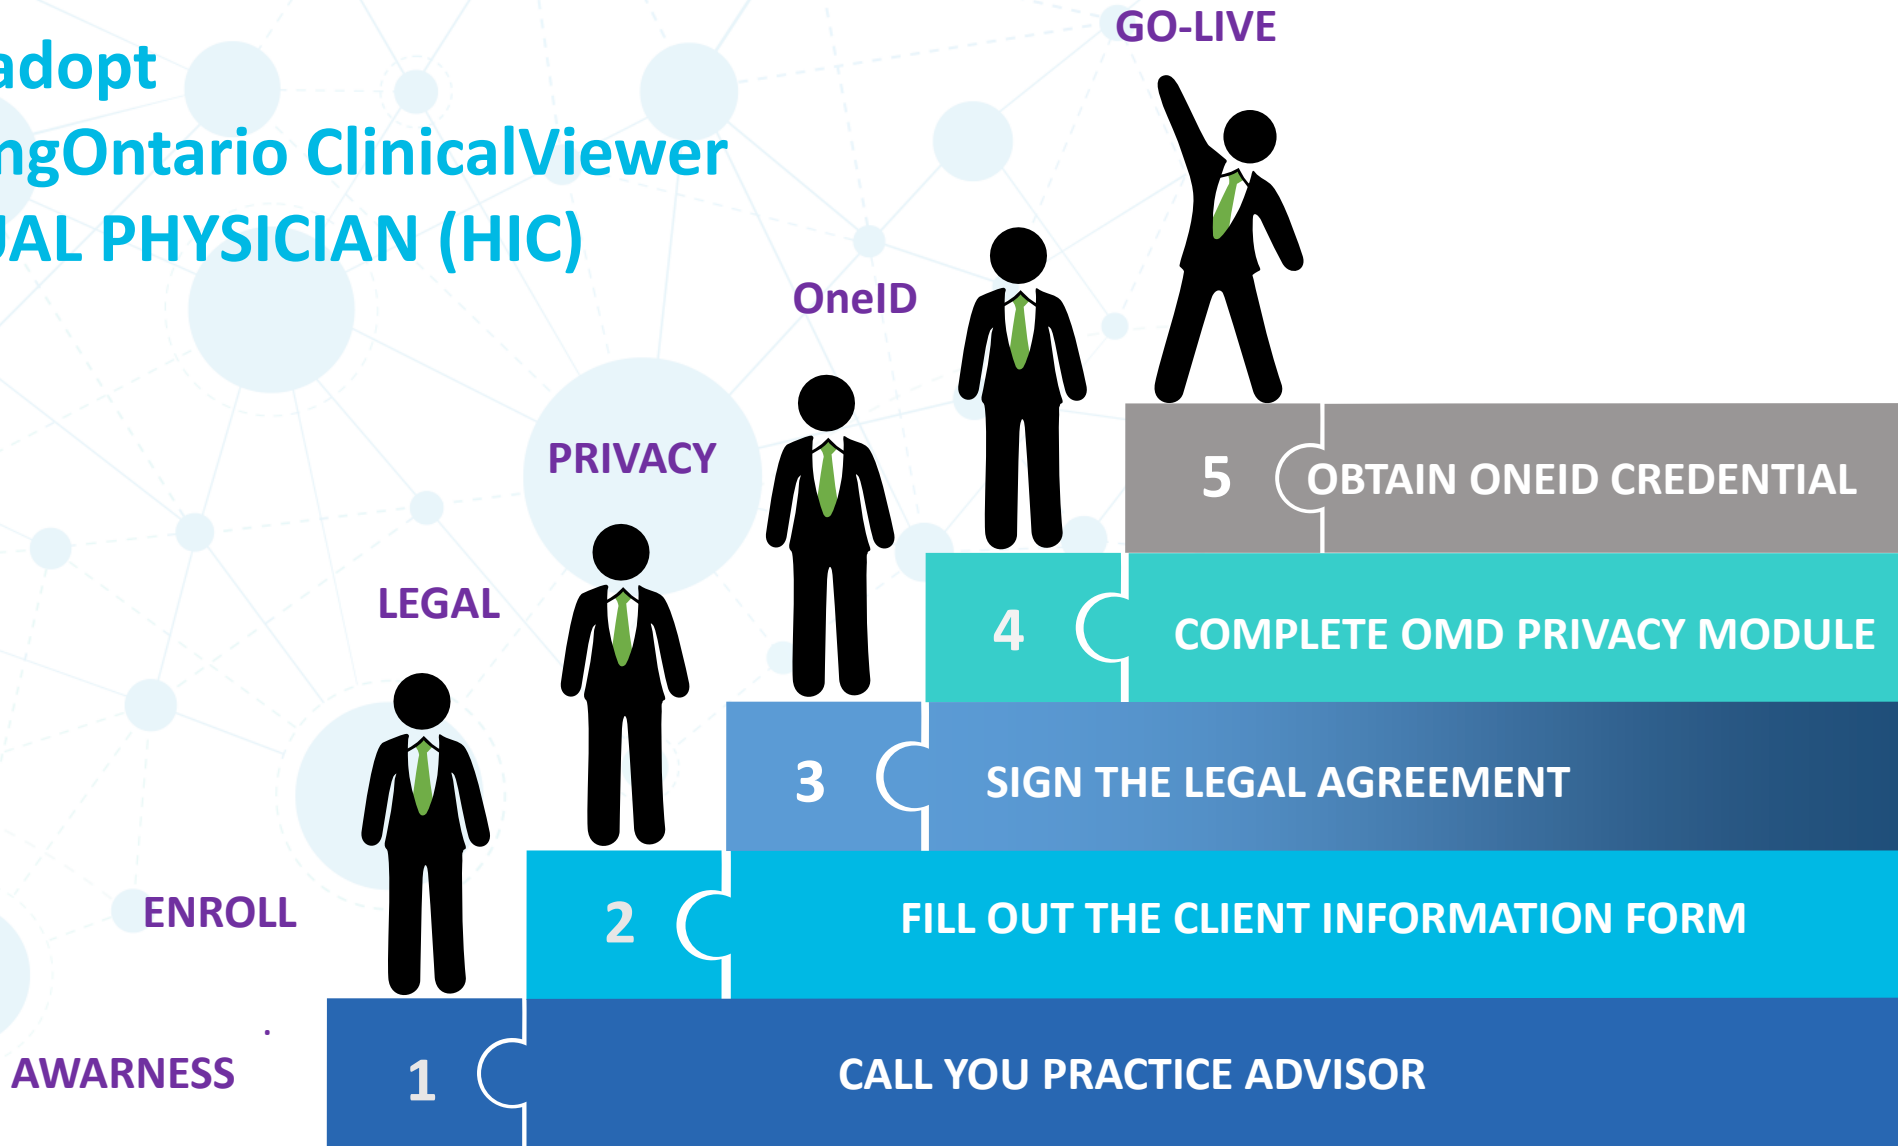 adopt
ngOntario ClinicalViewer
UAL PHYSICIAN (HIC)
GO-LIVE
OneID
PRIVACY
LEGAL
ENROLL
AWARNESS
.
5 OBTAIN ONEID CREDENTIAL
4 COMPLETE OMD PRIVACY MODULE
3 SIGN THE LEGAL AGREEMENT
2 FILL OUT THE CLIENT INFORMATION FORM
1 CALL YOU PRACTICE ADVISOR